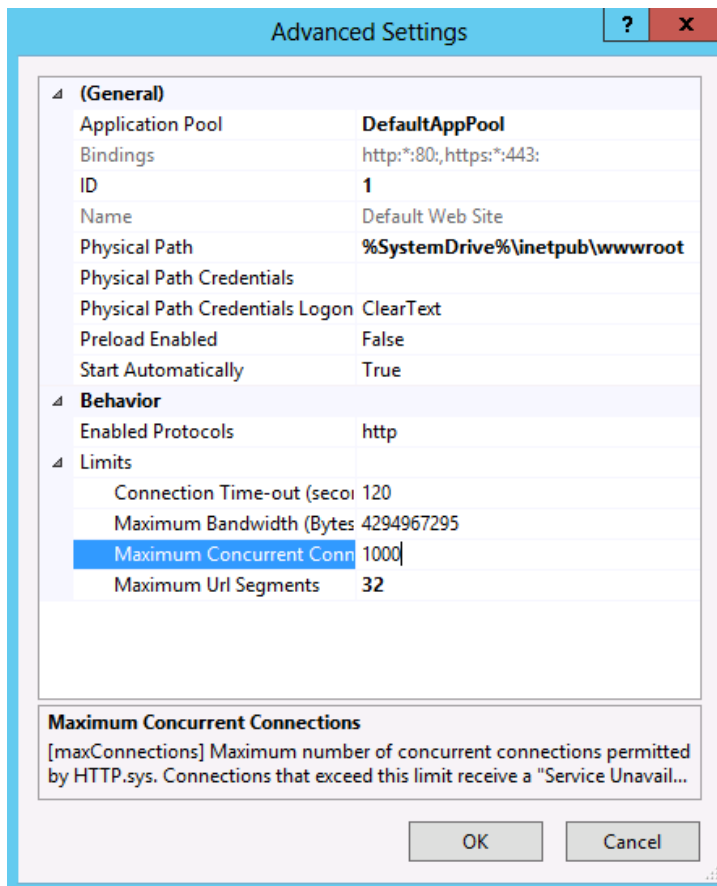 Advanced Settings
?
x
(General)
Application Pool DefaultAppPool
Bindings http:*:80:,https:*:443:
ID 1
Name Default Web Site
Physical Path %SystemDrive%\inetpub\wwwroot
Physical Path Credentials
Physical Path Credentials Logon ClearText
Preload Enabled False
Start Automatically True
Behavior
Enabled Protocols http
Limits
Connection Time-out (secor 120
Maximum Bandwidth (Bytes 4294967295
Maximum Concurrent Conn 1000
Maximum Url Segments 32
Maximum Concurrent Connections
[maxConnections] Maximum number of concurrent connections permitted
by HTTP.sys. Connections that exceed this limit receive a "Service Unavail...
OK Cancel